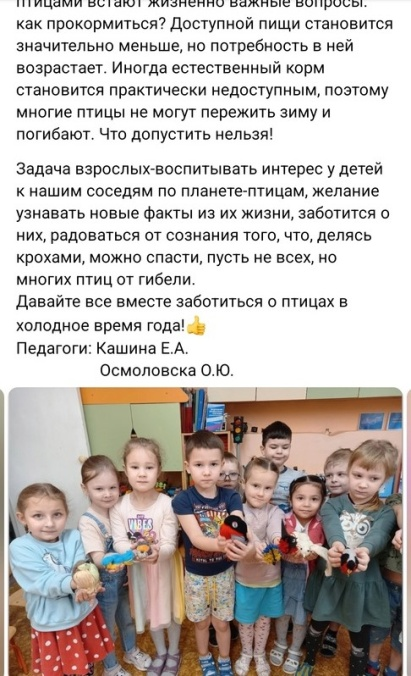 птицами встают жизненно важные вопросы:
как прокормиться? Доступной пищи становится
значительно меньше, но потребность в ней
возрастает. Иногда естественный корм
становится практически недоступным, поэтому
многие птицы не могут пережить зиму и
погибают. Что допустить нельзя!
Задача взрослых-воспитывать интерес у детей
к нашим соседям по планете-птицам, желание
узнавать новые факты из их жизни, заботится о
них, радоваться от сознания того, что, делясь
крохами, можно спасти, пусть не всех, но
многих птиц от гибели.
Давайте все вместе заботиться о птицах в
холодное время года!👍
Педагоги: Кашина Е.А.
Осмоловска О.Ю.
VIBES